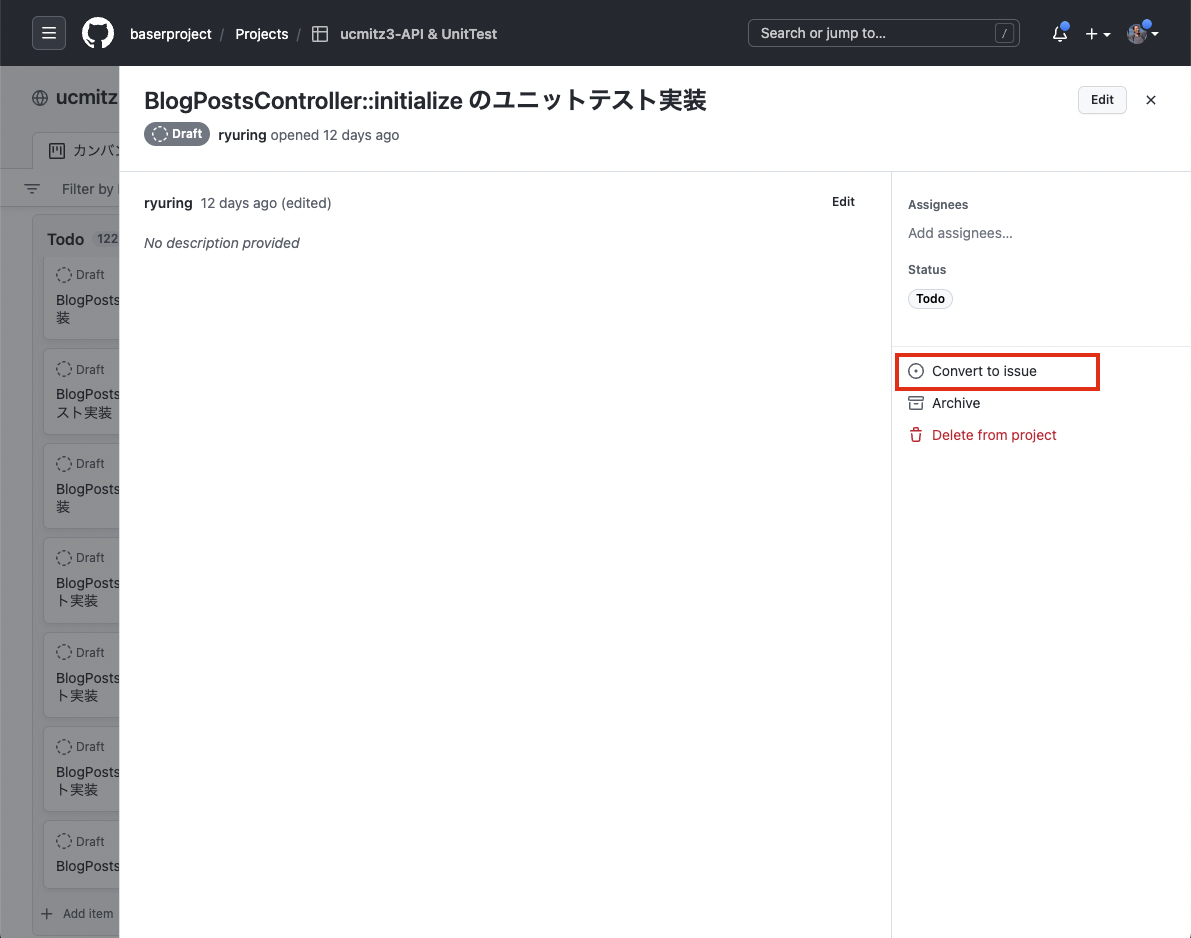 baserproject / Projects / ucmitz3-API & UnitTest
Search or jump to... /
ucmitz
カンバン
Filter by
Todo 122
Draft
BlogPosts
装
Draft
BlogPosts
スト実装
Draft
BlogPosts
装
Draft
BlogPosts
ト実装
Draft
BlogPosts
ト実装
Draft
BlogPosts
ト実装
Draft
BlogPosts
Add item
BlogPostsController::initialize のユニットテスト実装
Edit
Draft ryuring opened 12 days ago
ryuring 12 days ago (edited)
Edit
No description provided
Assignees
Add assignees...
Status
Todo
Convert to issue
Archive
Delete from project